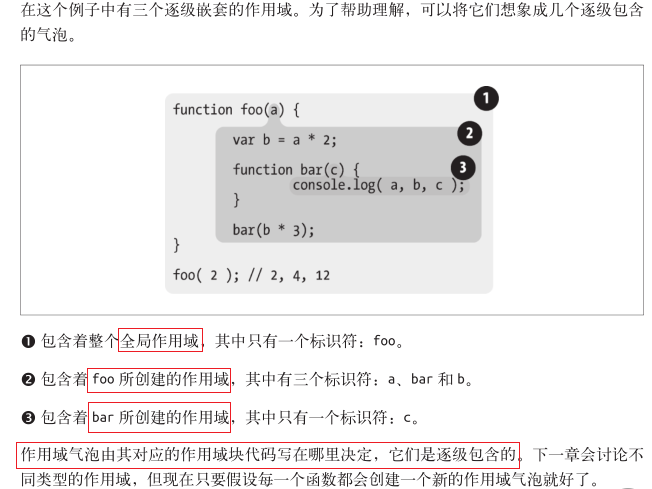 在这个例子中有三个逐级嵌套的作用域。为了帮助理解，可以将它们想象成几个逐级包含
的气泡。
function foo(a) { ❶
var b = a * 2; ❷
function bar(c) { ❸
console.log( a, b, c );
}
bar(b * 3);
}
foo( 2 ); // 2, 4, 12
❶ 包含着整个全局作用域，其中只有一个标识符：foo。
❷ 包含着 foo 所创建的作用域，其中有三个标识符：a、bar 和 b。
❸ 包含着 bar 所创建的作用域，其中只有一个标识符：c。
作用域气泡由其对应的作用域块代码写在哪里决定，它们是逐级包含的。下一章会讨论不
同类型的作用域，但现在只要假设每一个函数都会创建一个新的作用域气泡就好了。